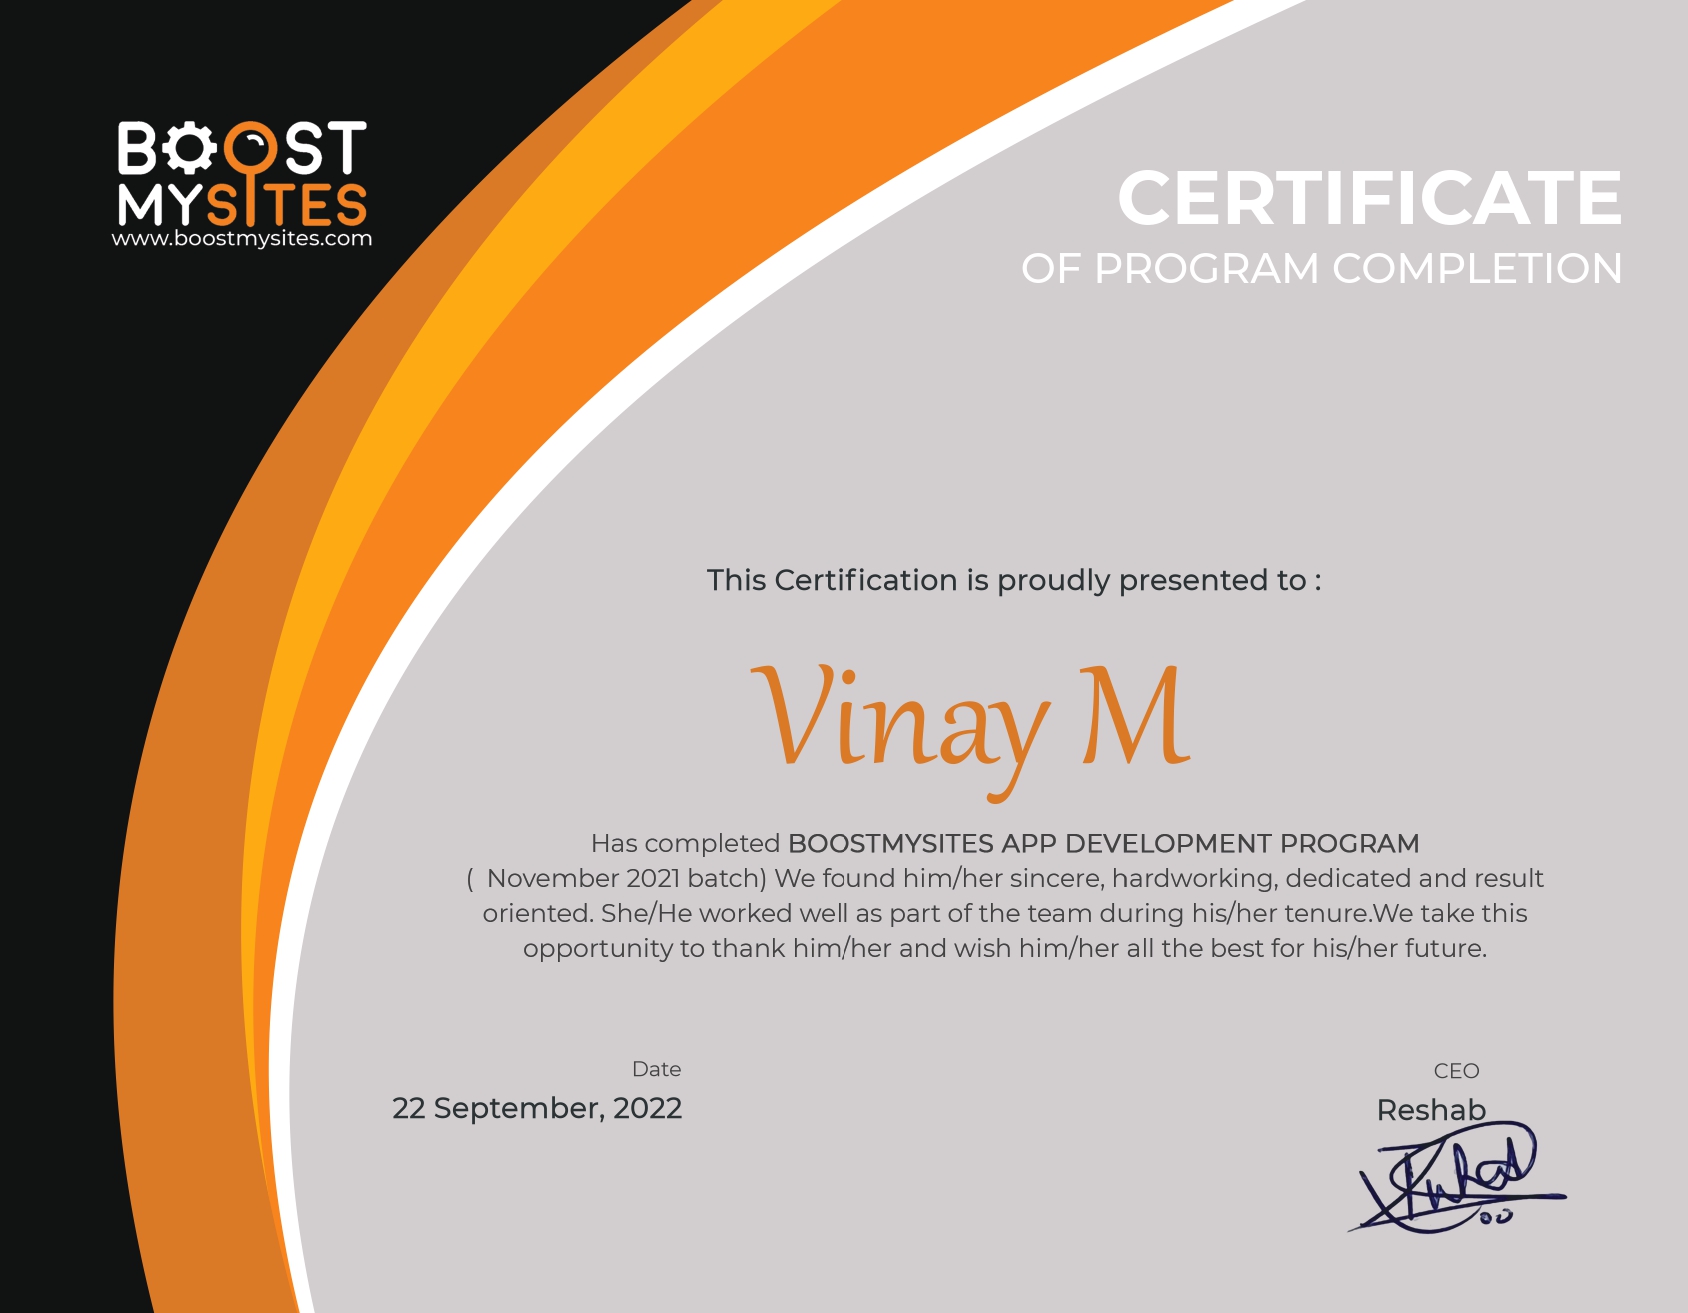 BOOST
MYSITES
www.boostmysites.com
CERTIFICATE
OF PROGRAM COMPLETION
This Certification is proudly presented to :
Vinay M
Has completed BOOSTMYSITES APP DEVELOPMENT PROGRAM
( November 2021 batch) We found him/her sincere, hardworking, dedicated and result
oriented. She/He worked well as part of the team during his/her tenure.We take this
opportunity to thank him/her and wish him/her all the best for his/her future.
Date
22 September, 2022
CEO
Reshab